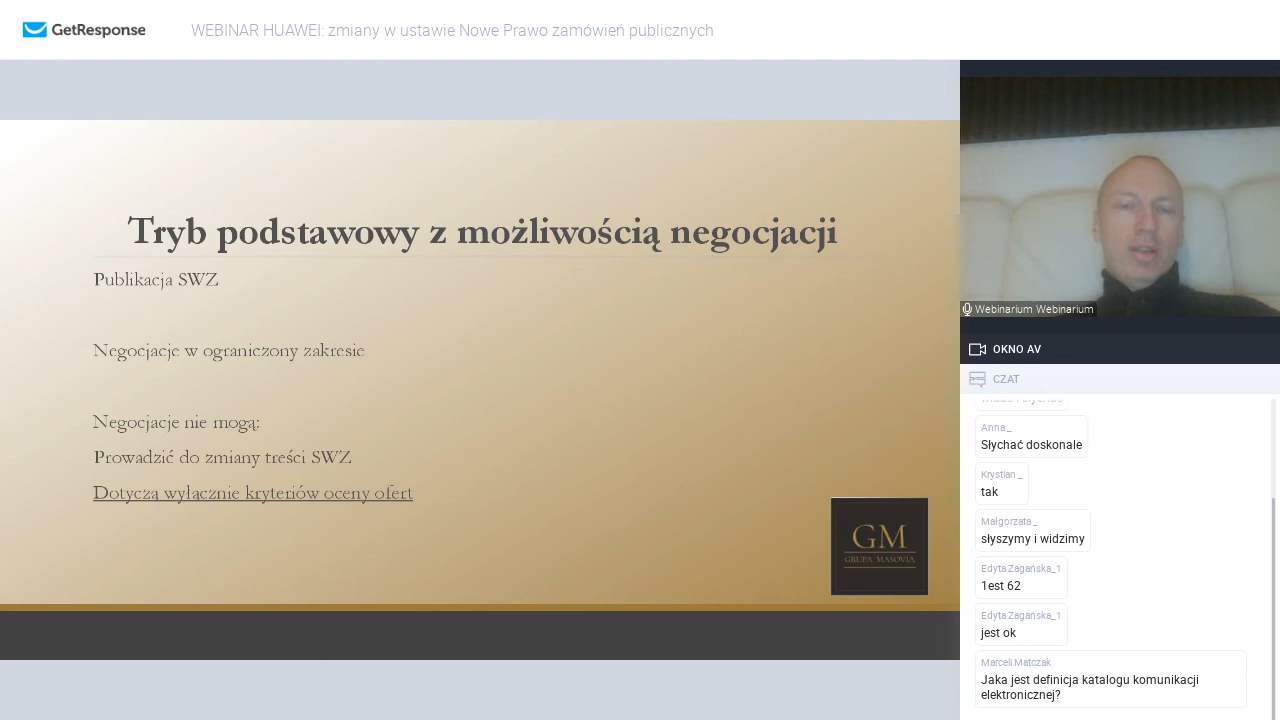 GetResponse
WEBINAR HUAWEI: zmiany w ustawie Nowe Prawo zamówień publicznych
Tryb podstawowy z możliwością negocjacji
Publikacja SWZ
Negocjacje w ograniczony zakresie
Negocjacje nie mogą:
Prowadzić do zmiany treści SWZ
Dotyczą wyłącznie kryteriów oceny ofert
GM
GRUPA MASOVIA
Webinarium Webinarium
OKNO AV
CZAT
Anna _
Słychać doskonale
Krystian _
tak
Małgorzata _
słyszymy i widzimy
Edyta Zagańska_1
1est 62
Edyta Zagańska_1
jest ok
Marceli Matczak
Jaka jest definicja katalogu komunikacji
elektronicznej?